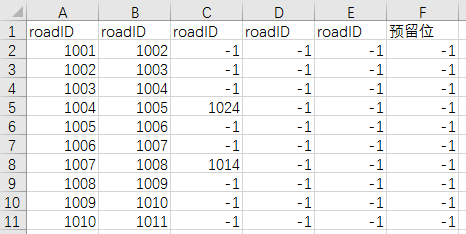 A B C D E F
1 roadID roadID roadID roadID roadID 预留位
2 1001 1002 -1 -1 -1 -1
3 1002 1003 -1 -1 -1 -1
4 1003 1004 -1 -1 -1 -1
5 1004 1005 1024 -1 -1 -1
6 1005 1006 -1 -1 -1 -1
7 1006 1007 -1 -1 -1 -1
8 1007 1008 1014 -1 -1 -1
9 1008 1009 -1 -1 -1 -1
10 1009 1010 -1 -1 -1 -1
11 1010 1011 -1 -1 -1 -1